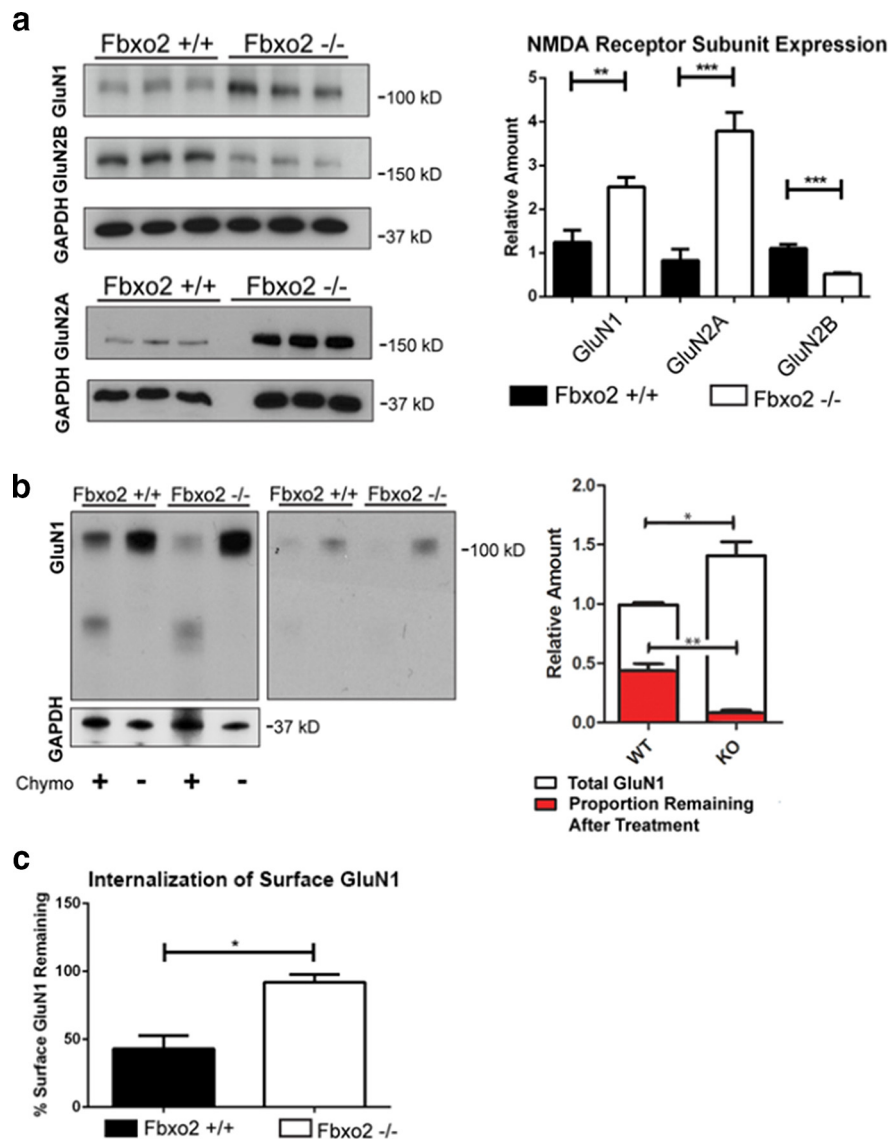 a
Fbxo2 +/+ Fbxo2 -/-
GluN1
-100 kD
GluN2B
-150 kD
GAPDH
-37 kD
Fbxo2 +/+ Fbxo2 -/-
GluN2A
-150 kD
GAPDH
-37 kD
NMDA Receptor Subunit Expression
Relative Amount
5
4
3
2
1
0
**
***
***
GluN1
GluN2A
GluN2B
Fbxo2 +/+
Fbxo2 -/-
b
Fbxo2 +/+ Fbxo2 -/-
Fbxo2 +/+ Fbxo2 -/-
GluN1
-100 kD
GAPDH
-37 kD
Chymo + - + -
Relative Amount
2.0
1.5
1.0
0.5
0.0
*
**
WT
KO
Total GluN1
Proportion Remaining
After Treatment
c
Internalization of Surface GluN1
% Surface GluN1 Remaining
150
100
50
0
*
Fbxo2 +/+
Fbxo2 -/-